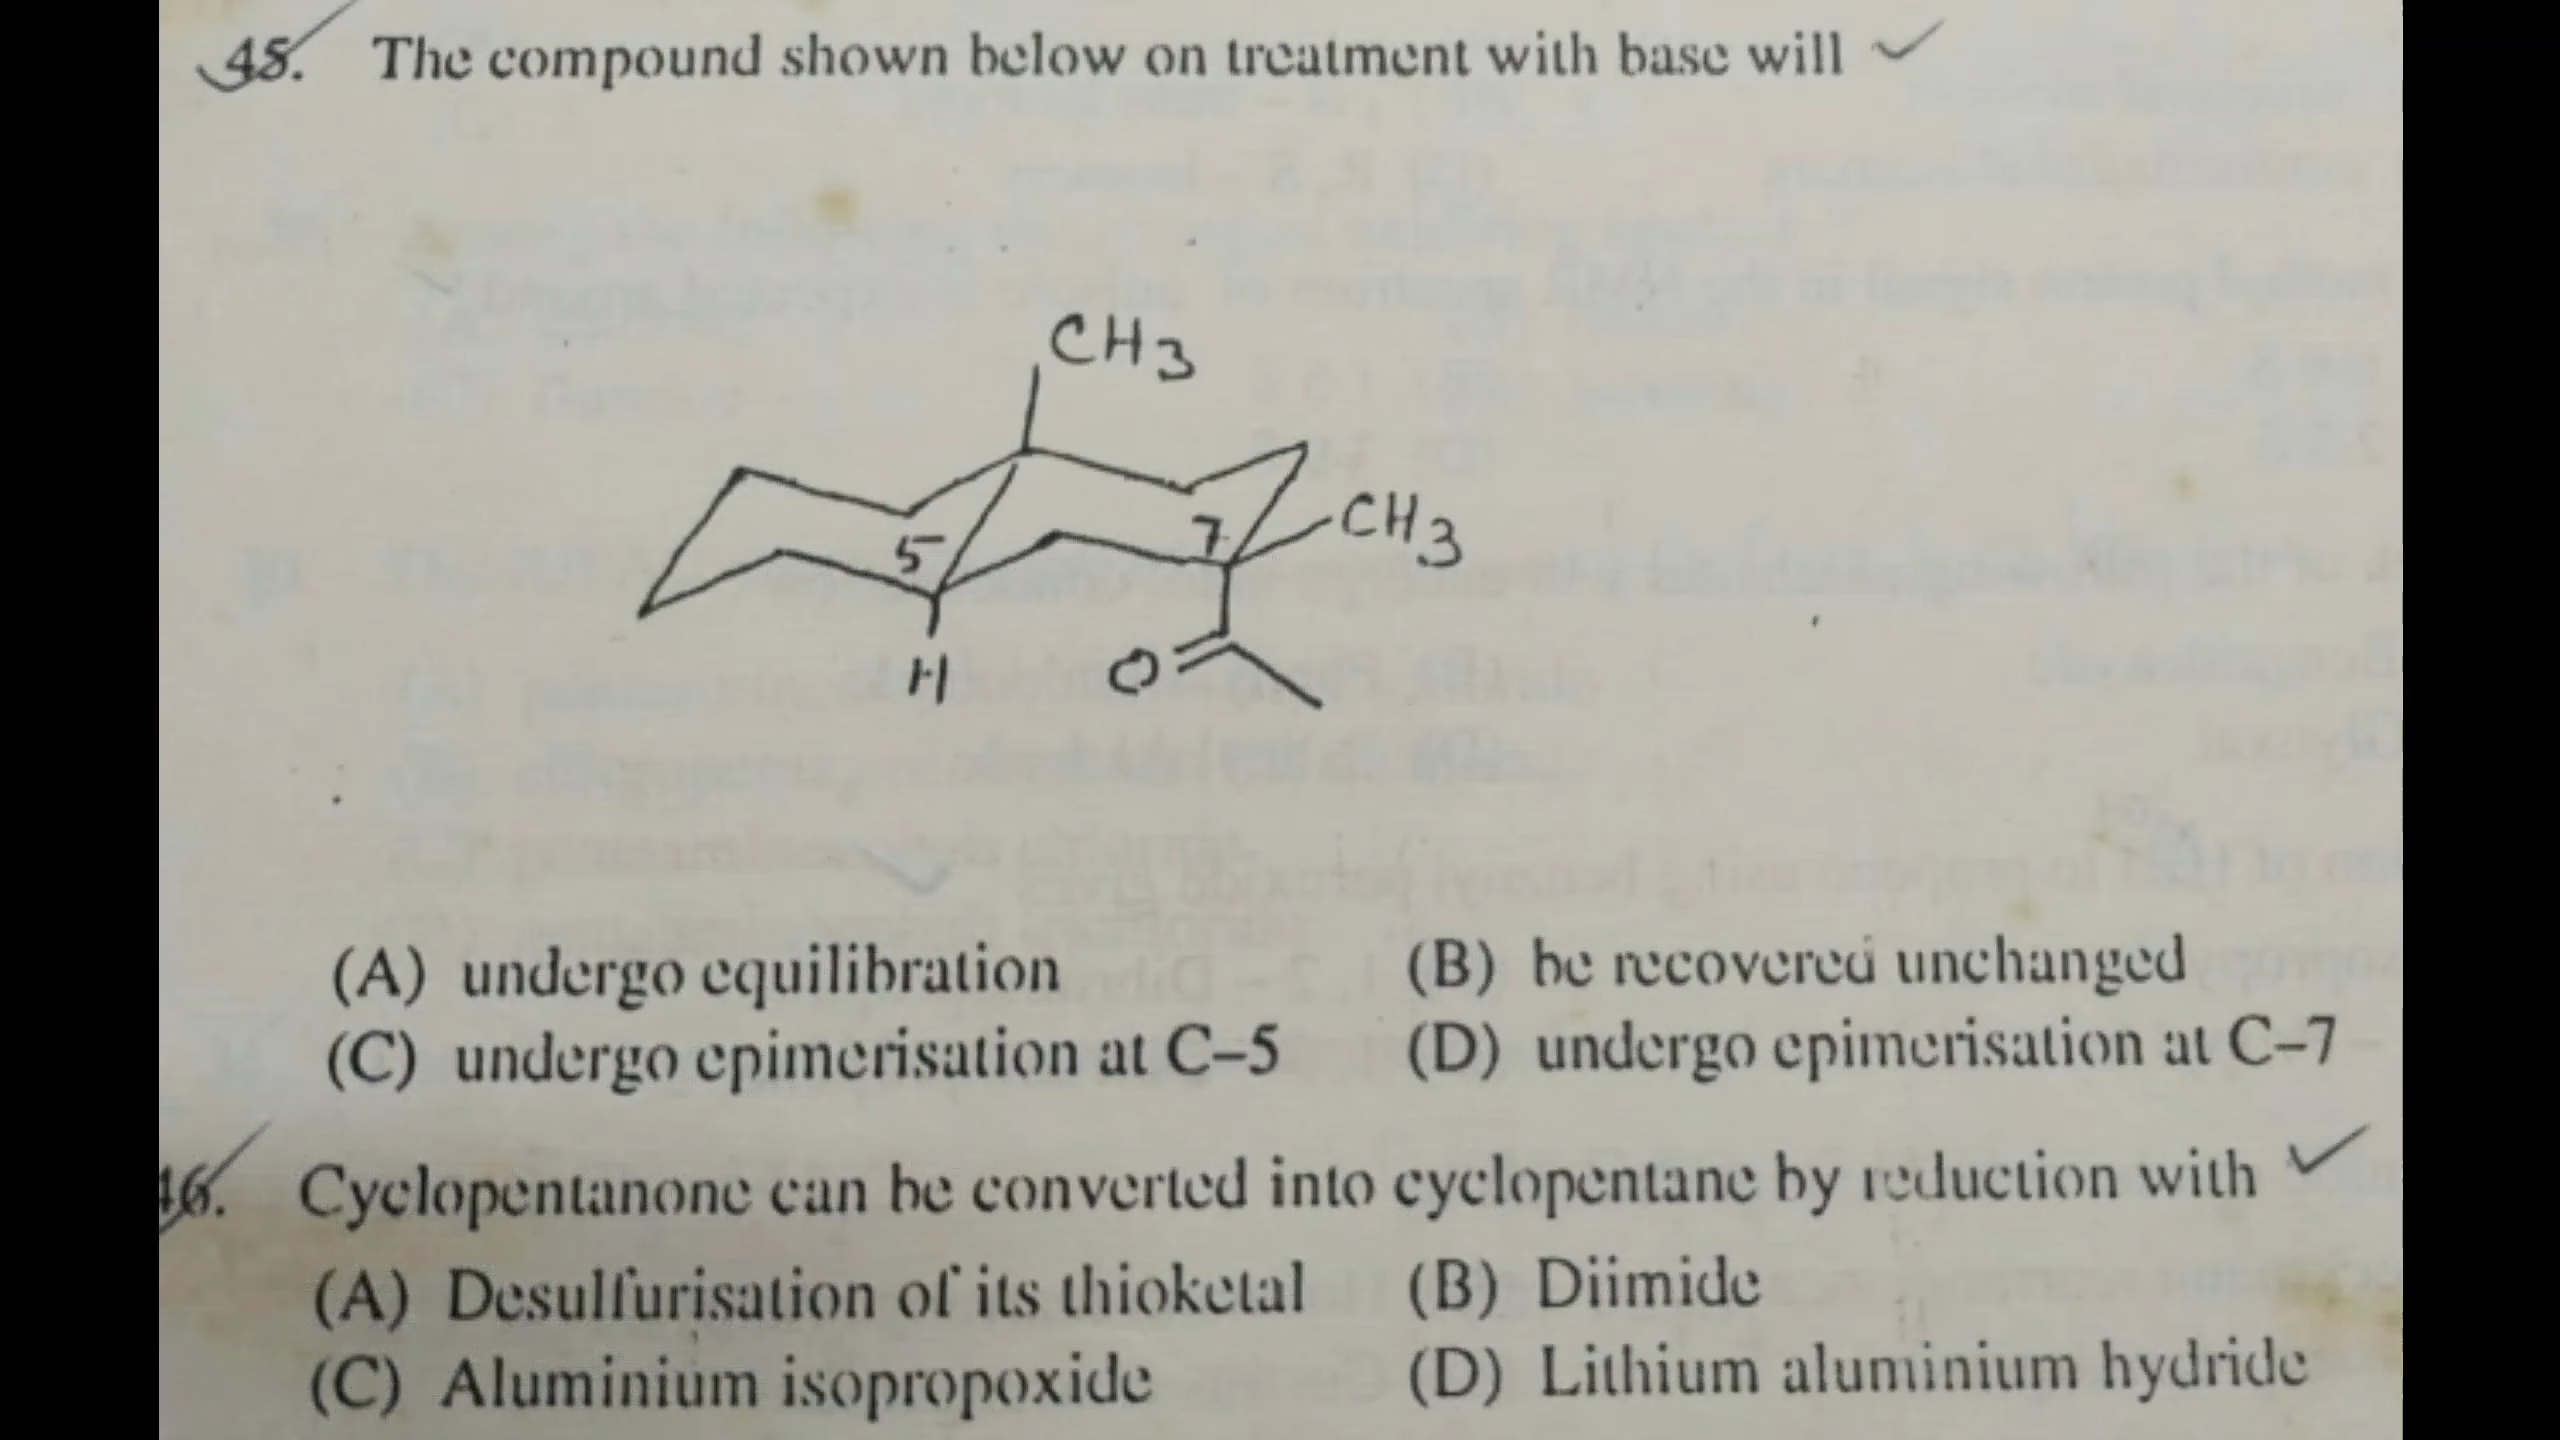 45. The compound shown below on treatment with base will
CH3
5
7
CH3
H
O
(A) undergo equilibration (B) be recovered unchanged
(C) undergo epimerisation at C–5 (D) undergo epimerisation at C–7
46. Cyclopentanone can be converted into cyclopentane by reduction with
(A) Desulfurisation of its thioketal (B) Diimide
(C) Aluminium isopropoxide (D) Lithium aluminium hydride